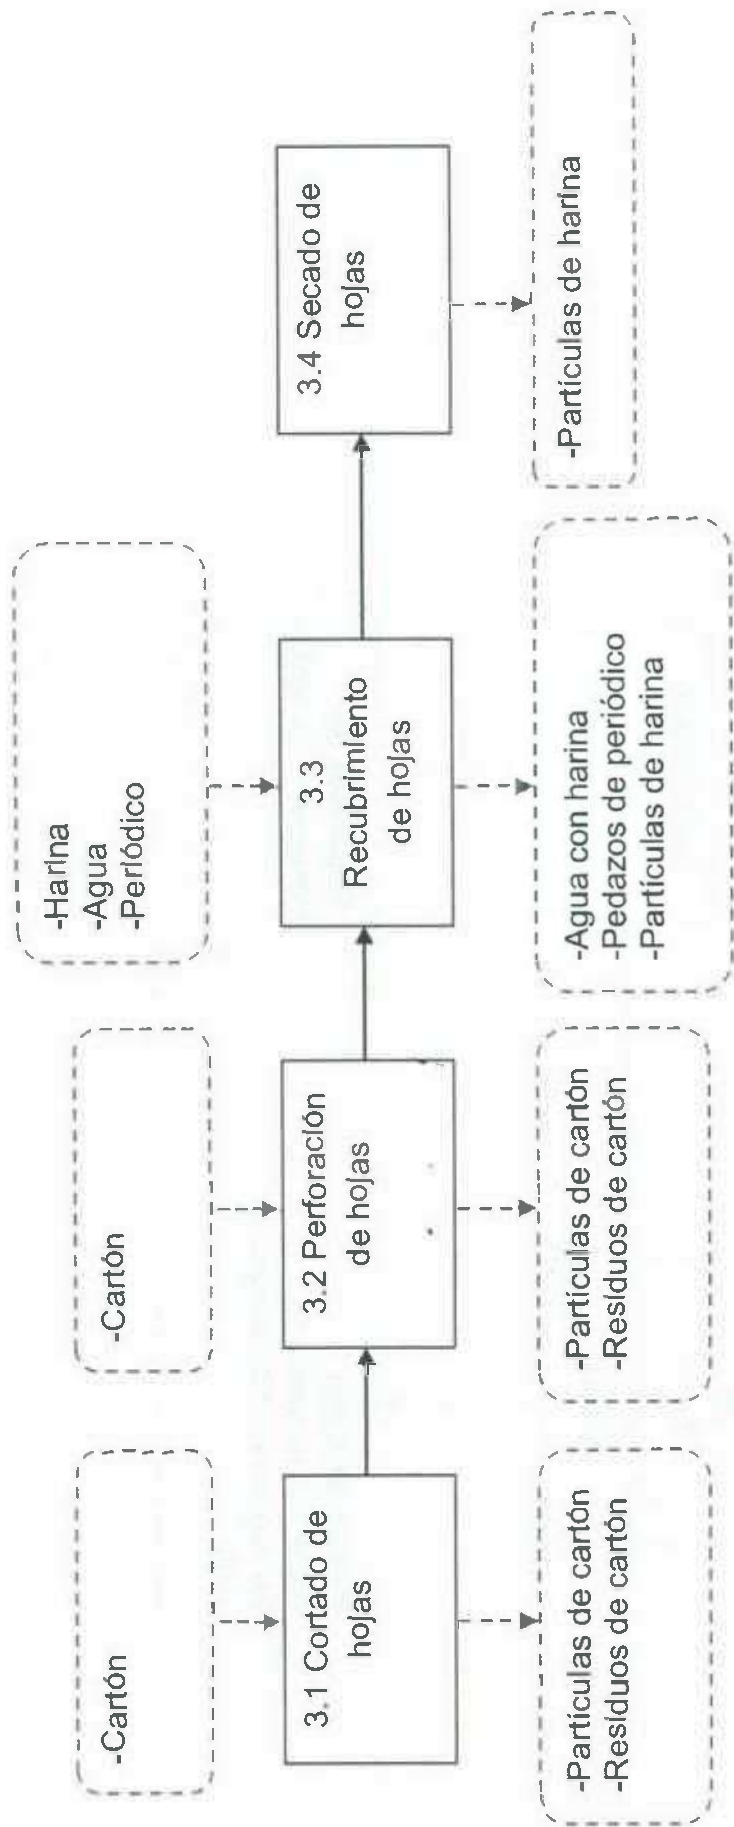 -Cartón
3.1 Cortado de
hojas
-Partículas de cartón
-Resíduos de cartón
-Cartón
3.2 Perforación
de hojas
-Partículas de cartón
-Resíduos de cartón
-Harina
-Agua
-Periódico
3.3
Recubrimiento
de hojas
-Agua con harina
-Pedazos de periódico
-Partículas de harina
3.4 Secado de
hojas
-Partículas de harina